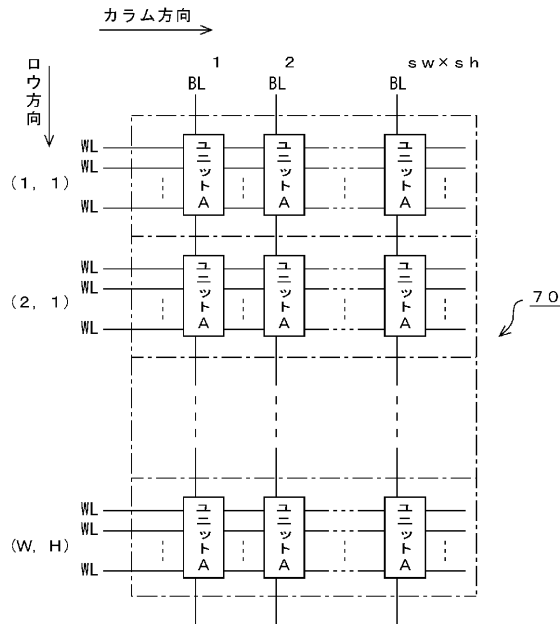 カラム方向
ロウ方向
1 2 sw×sh
BL BL BL
WL
WL
(1, 1)
WL
ユニットA ユニットA ユニットA
WL
WL
(2, 1)
WL
ユニットA ユニットA ユニットA
70
WL
WL
(W, H)
WL
ユニットA ユニットA ユニットA